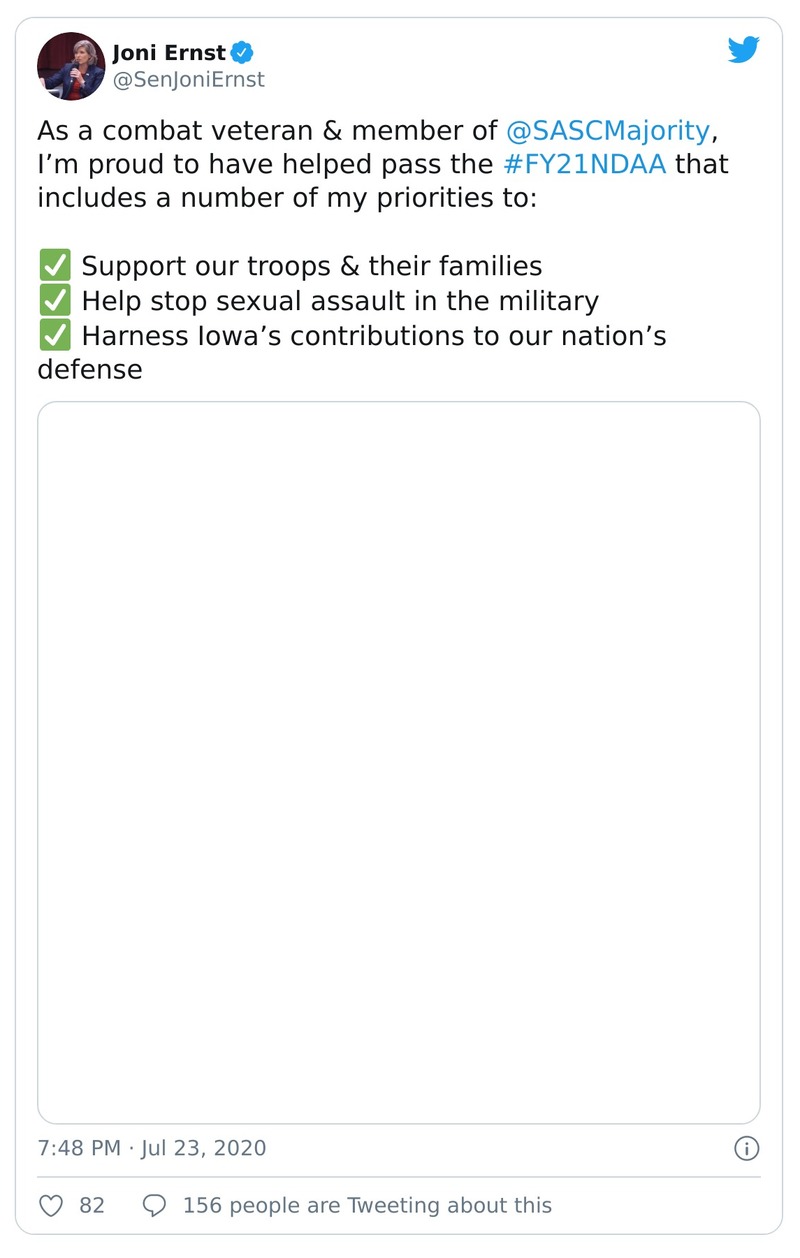 Joni Ernst
@SenJoniErnst
As a combat veteran & member of @SASCMajority,
I’m proud to have helped pass the #FY21NDAA that
includes a number of my priorities to:
✅ Support our troops & their families
✅ Help stop sexual assault in the military
✅ Harness Iowa’s contributions to our nation’s
defense
7:48 PM · Jul 23, 2020
82 156 people are Tweeting about this